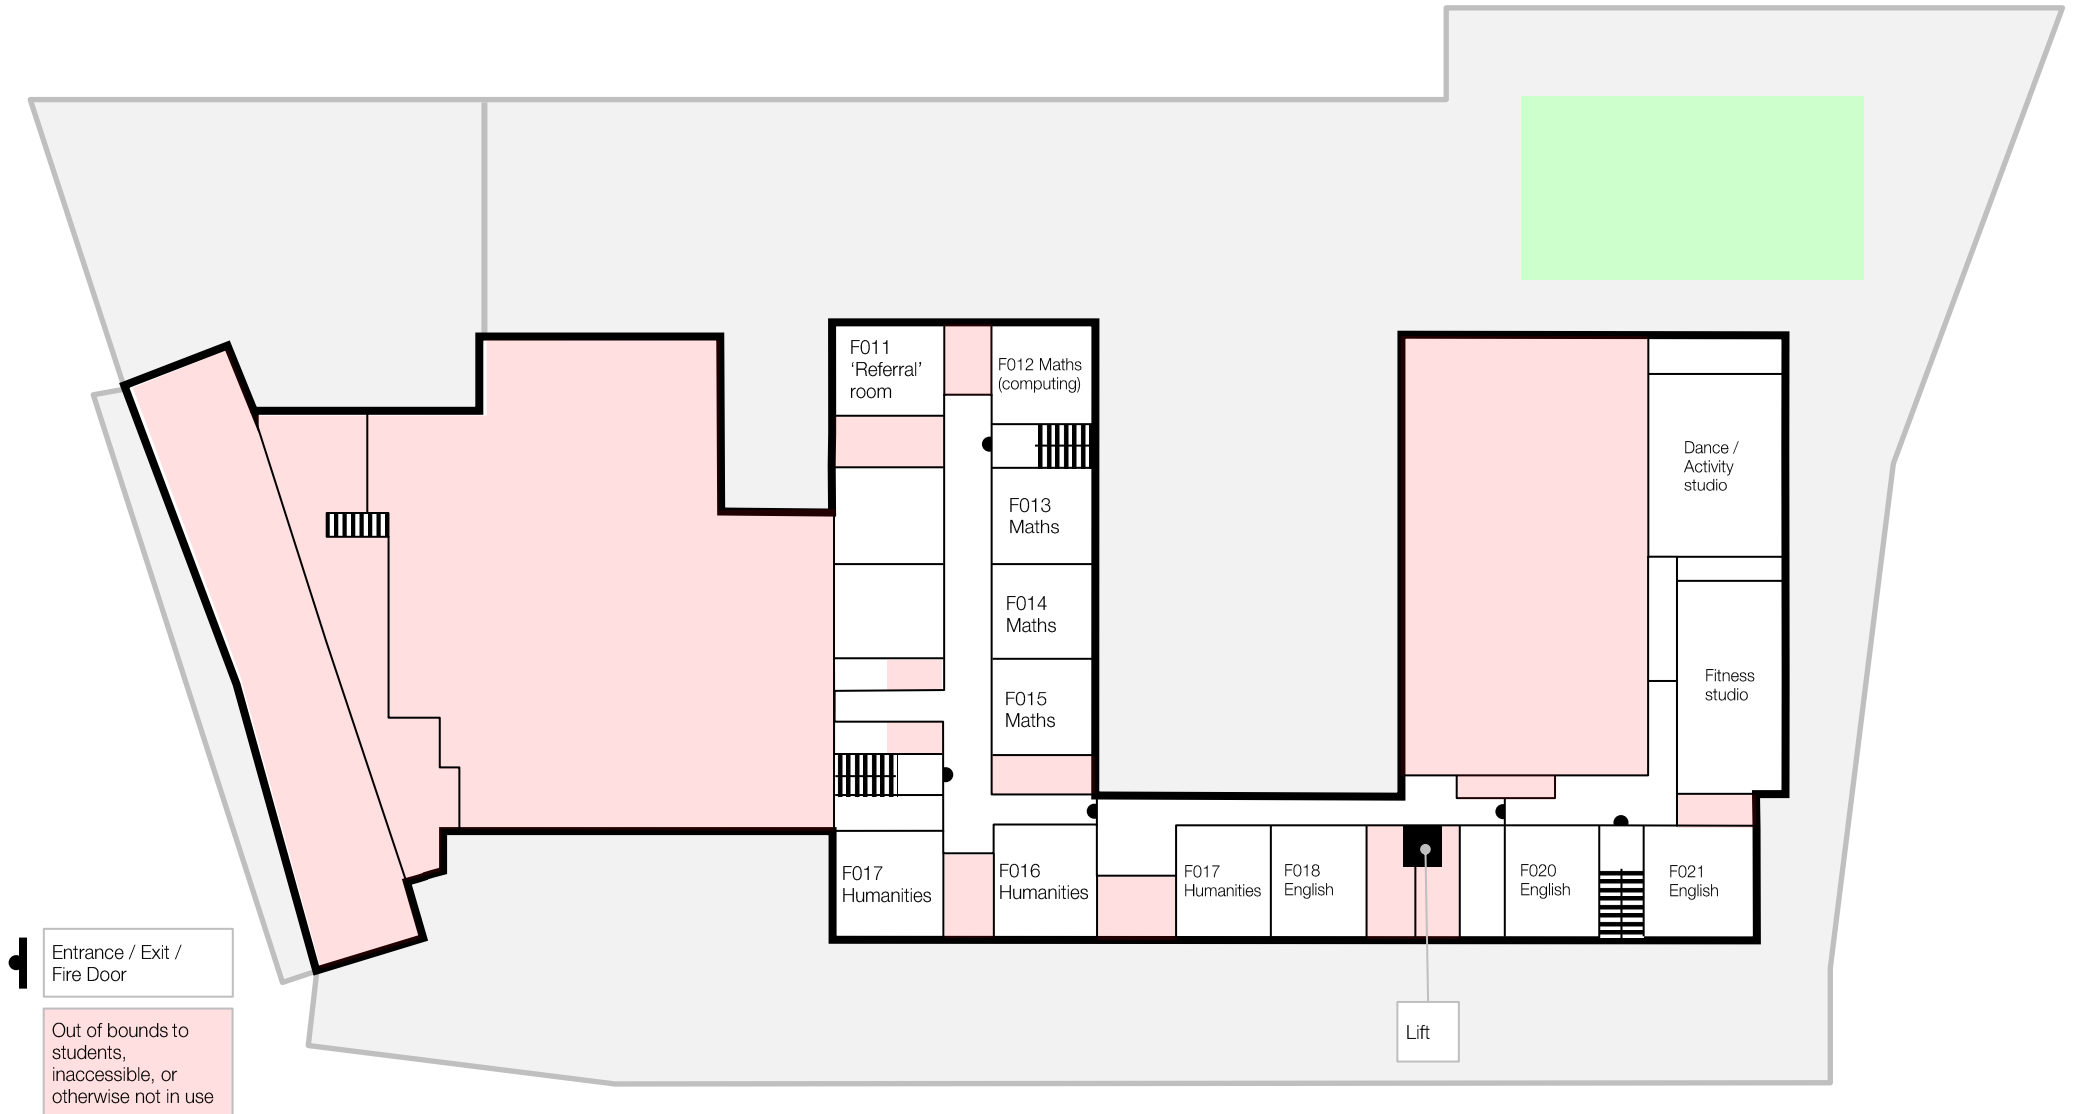 F011
‘Referral’
room
F012 Maths
(computing)
F013
Maths
F014
Maths
F015
Maths
F017
Humanities
F016
Humanities
F017
Humanities
F018
English
F020
English
F021
English
Dance /
Activity
studio
Fitness
studio
Lift
Entrance / Exit /
Fire Door
Out of bounds to
students,
inaccessible, or
otherwise not in use